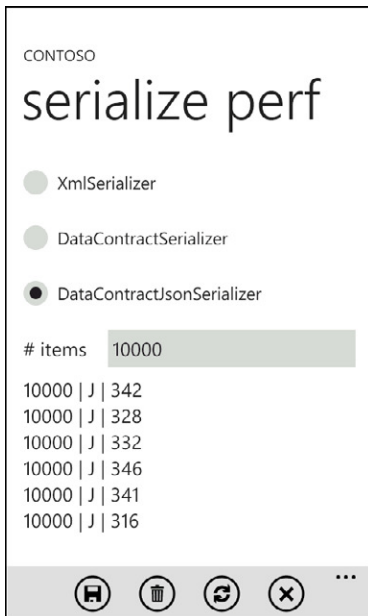 CONTOSO
serialize perf
XmlSerializer
DataContractSerializer
DataContractJsonSerializer
# items 10000
10000 | J | 342
10000 | J | 328
10000 | J | 332
10000 | J | 346
10000 | J | 341
10000 | J | 316